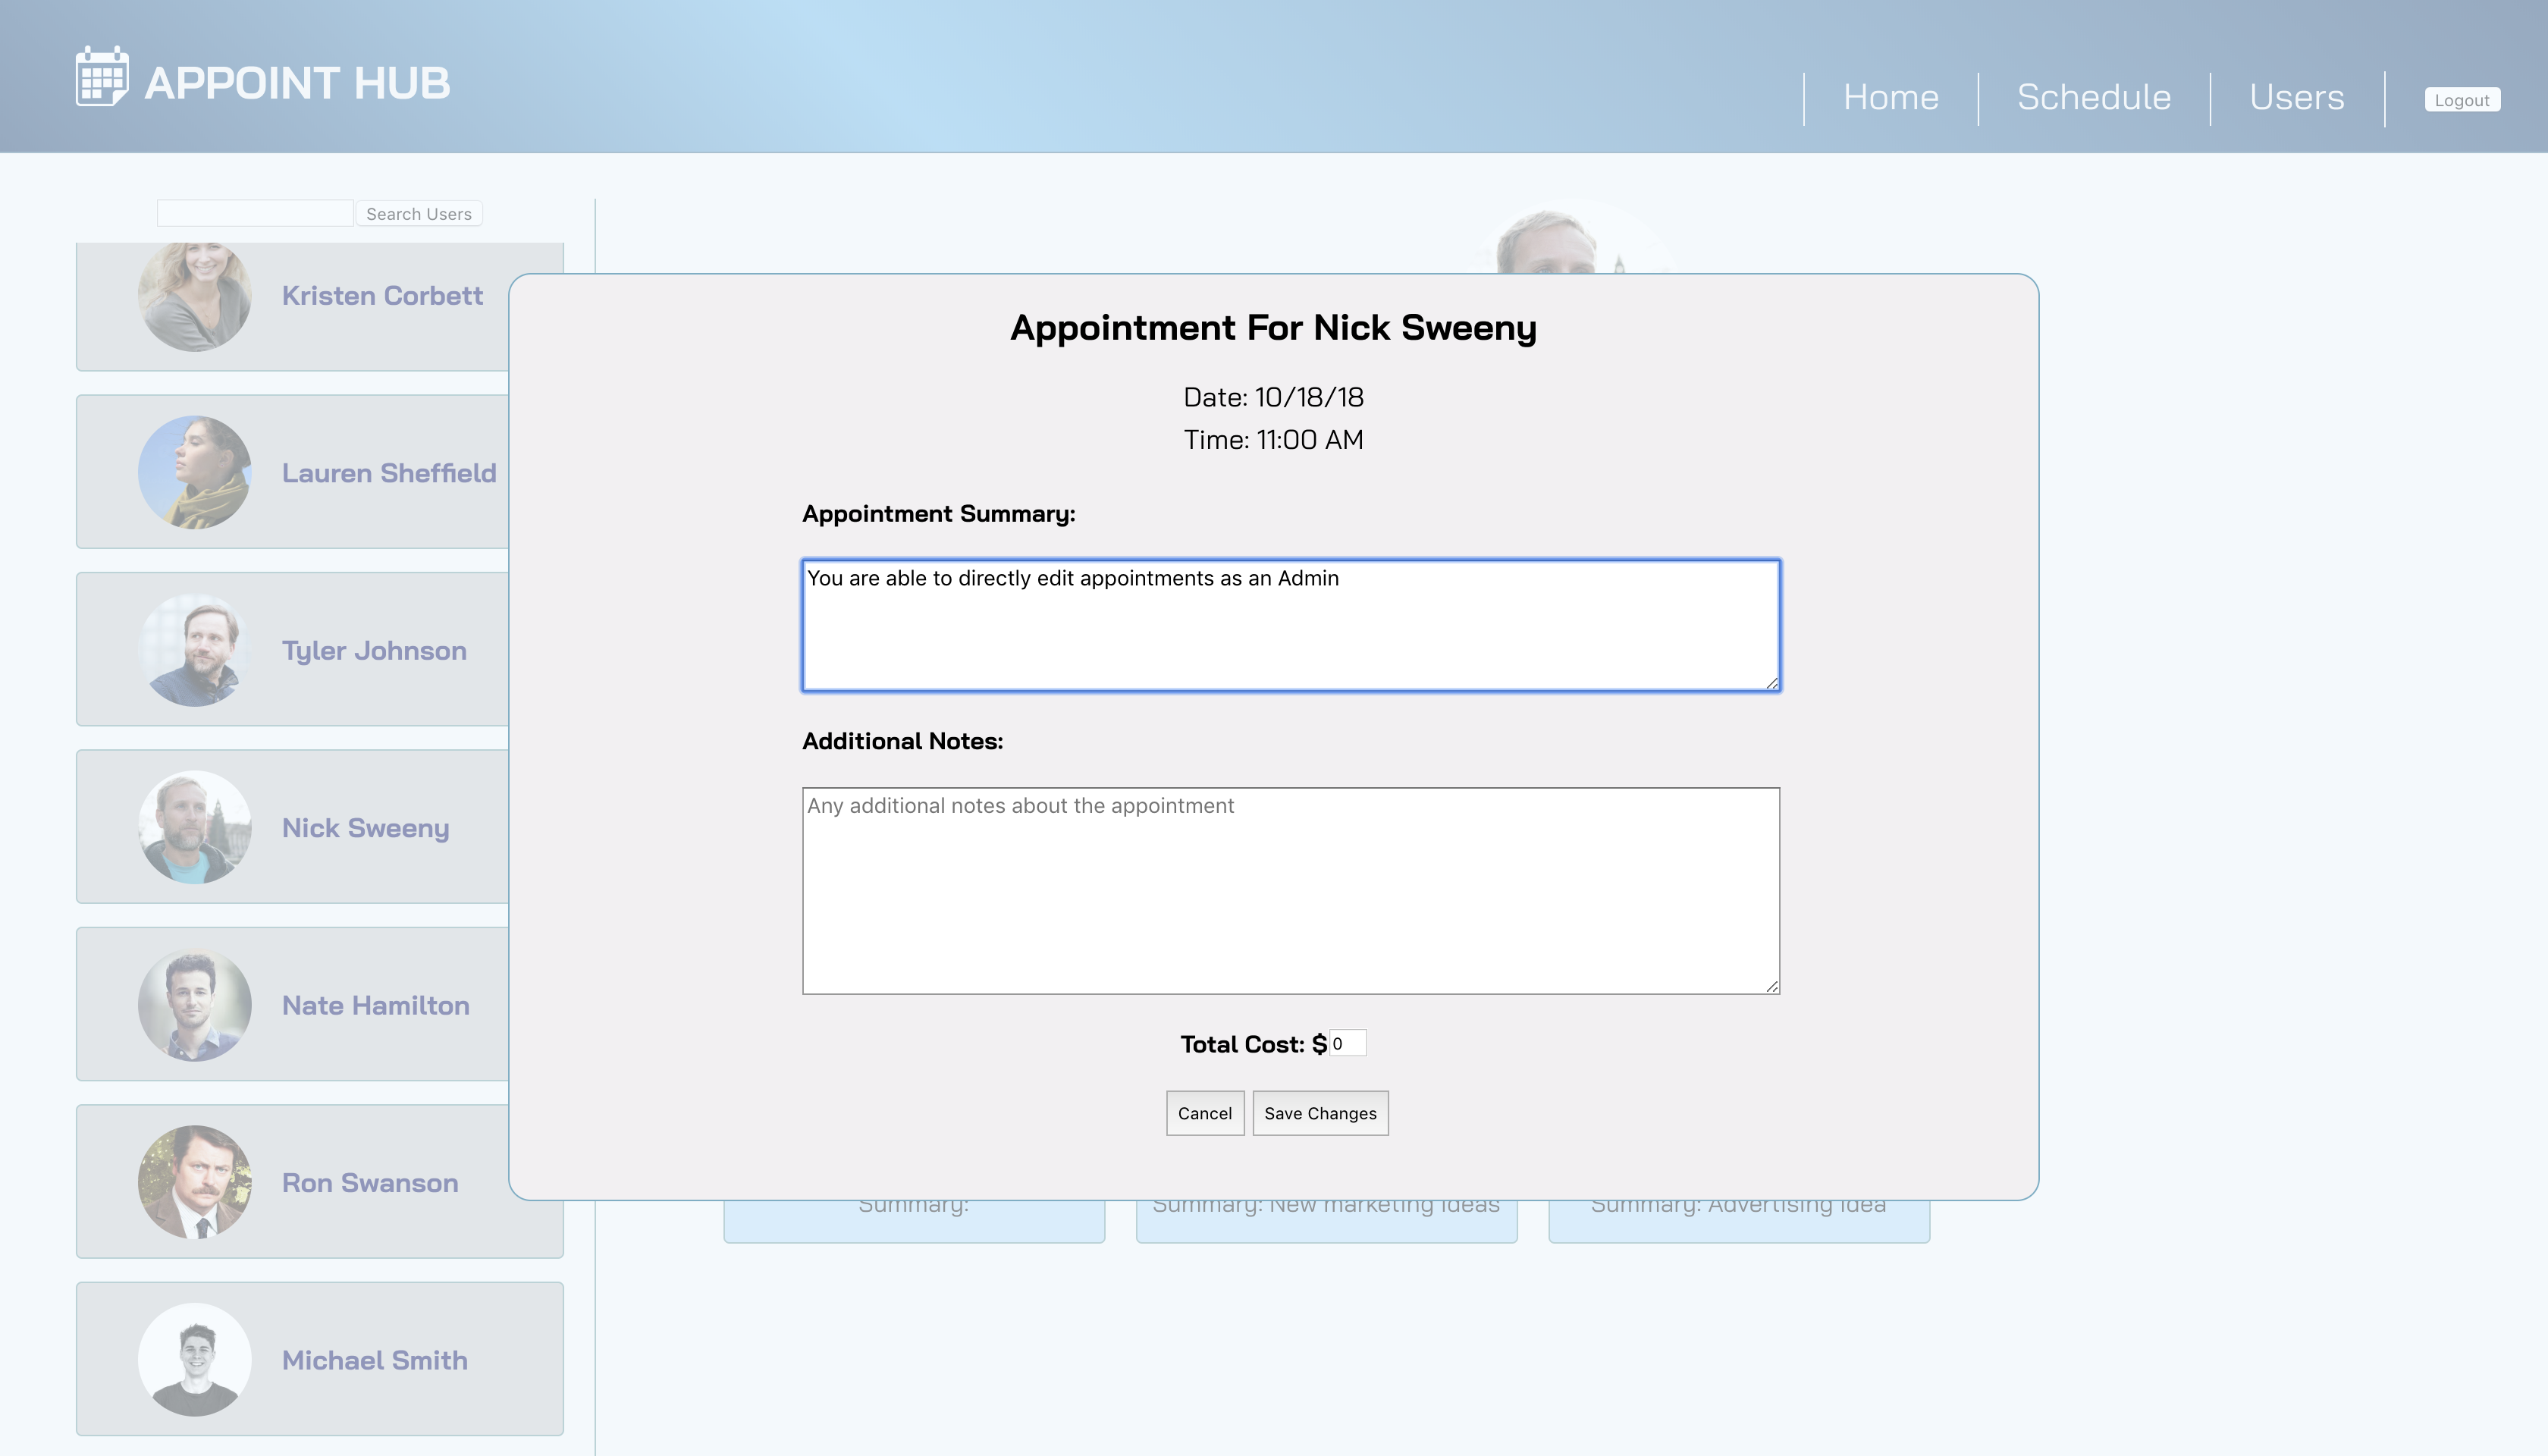 APPOINT HUB
Home
Schedule
Users
Logout
Search Users
Kristen Corbett
Lauren Sheffield
Tyler Johnson
Nick Sweeny
Nate Hamilton
Ron Swanson
Michael Smith
Appointment For Nick Sweeny
Date: 10/18/18
Time: 11:00 AM
Appointment Summary:
You are able to directly edit appointments as an Admin
Additional Notes:
Any additional notes about the appointment
Total Cost: $ 0
Cancel
Save Changes
Summary:
Summary: New marketing ideas
Summary: Advertising idea